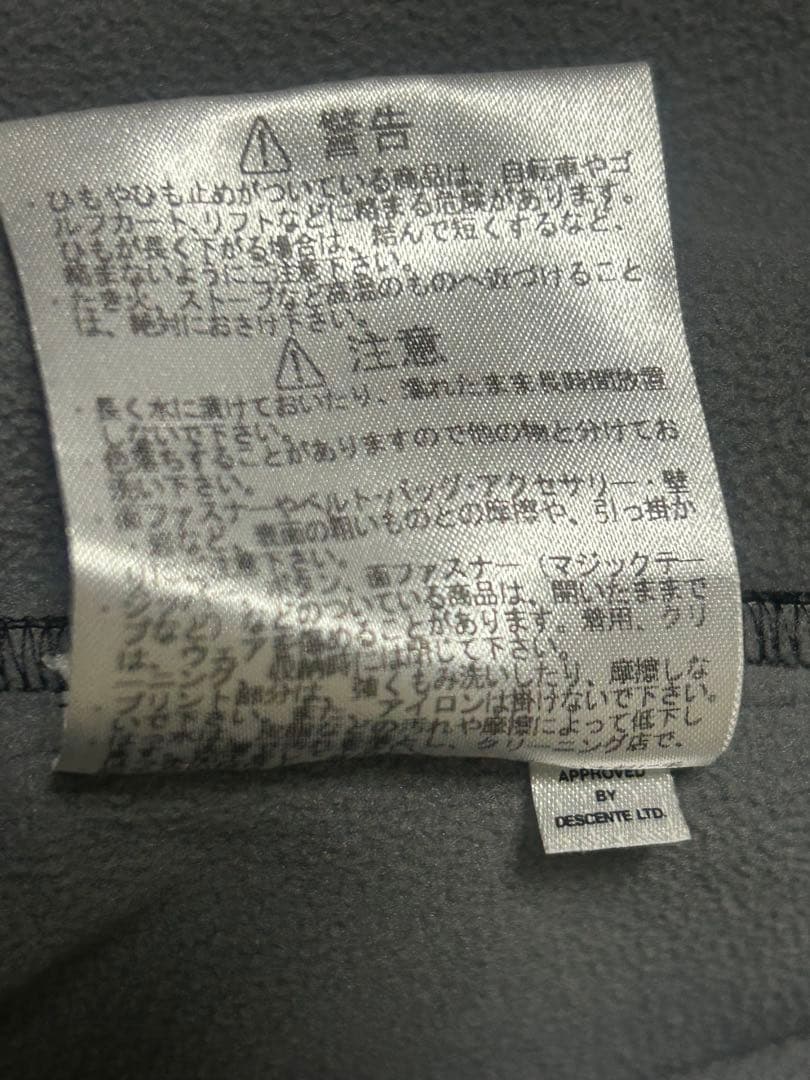 ⚠ 警告
・ひもやひも止めがついている商品は、自転車やゴ
ルフカート、リフトなどに絡まる危険があります。
ひもが長く下がる場合は、結んで短くするなど、
絡まないようにご注意下さい。
・たき火、ストーブなど高温のものへ近づけること
は、絶対におさけ下さい。
⚠ 注意
・長く水に漬けておいたり、濡れたまま長時間放置
しないで下さい。
・色落ちすることがありますので他の物と分けてお
洗い下さい。
・面ファスナーやベルト・バッグ・アクセサリー・壁
など、表面の粗いものとの摩擦や、引っ掛か
下さい。
面ファスナー（マジックテー
ている商品は、開いたままで
ことがあります。着用、クリ
は閉じて下さい。
強くもみ洗いしたり、摩擦しな
アイロンは掛けないで下さい。
汚れや摩擦によって低下し
クリーニング店で、
APPROVED
BY
DESCENTE LTD.